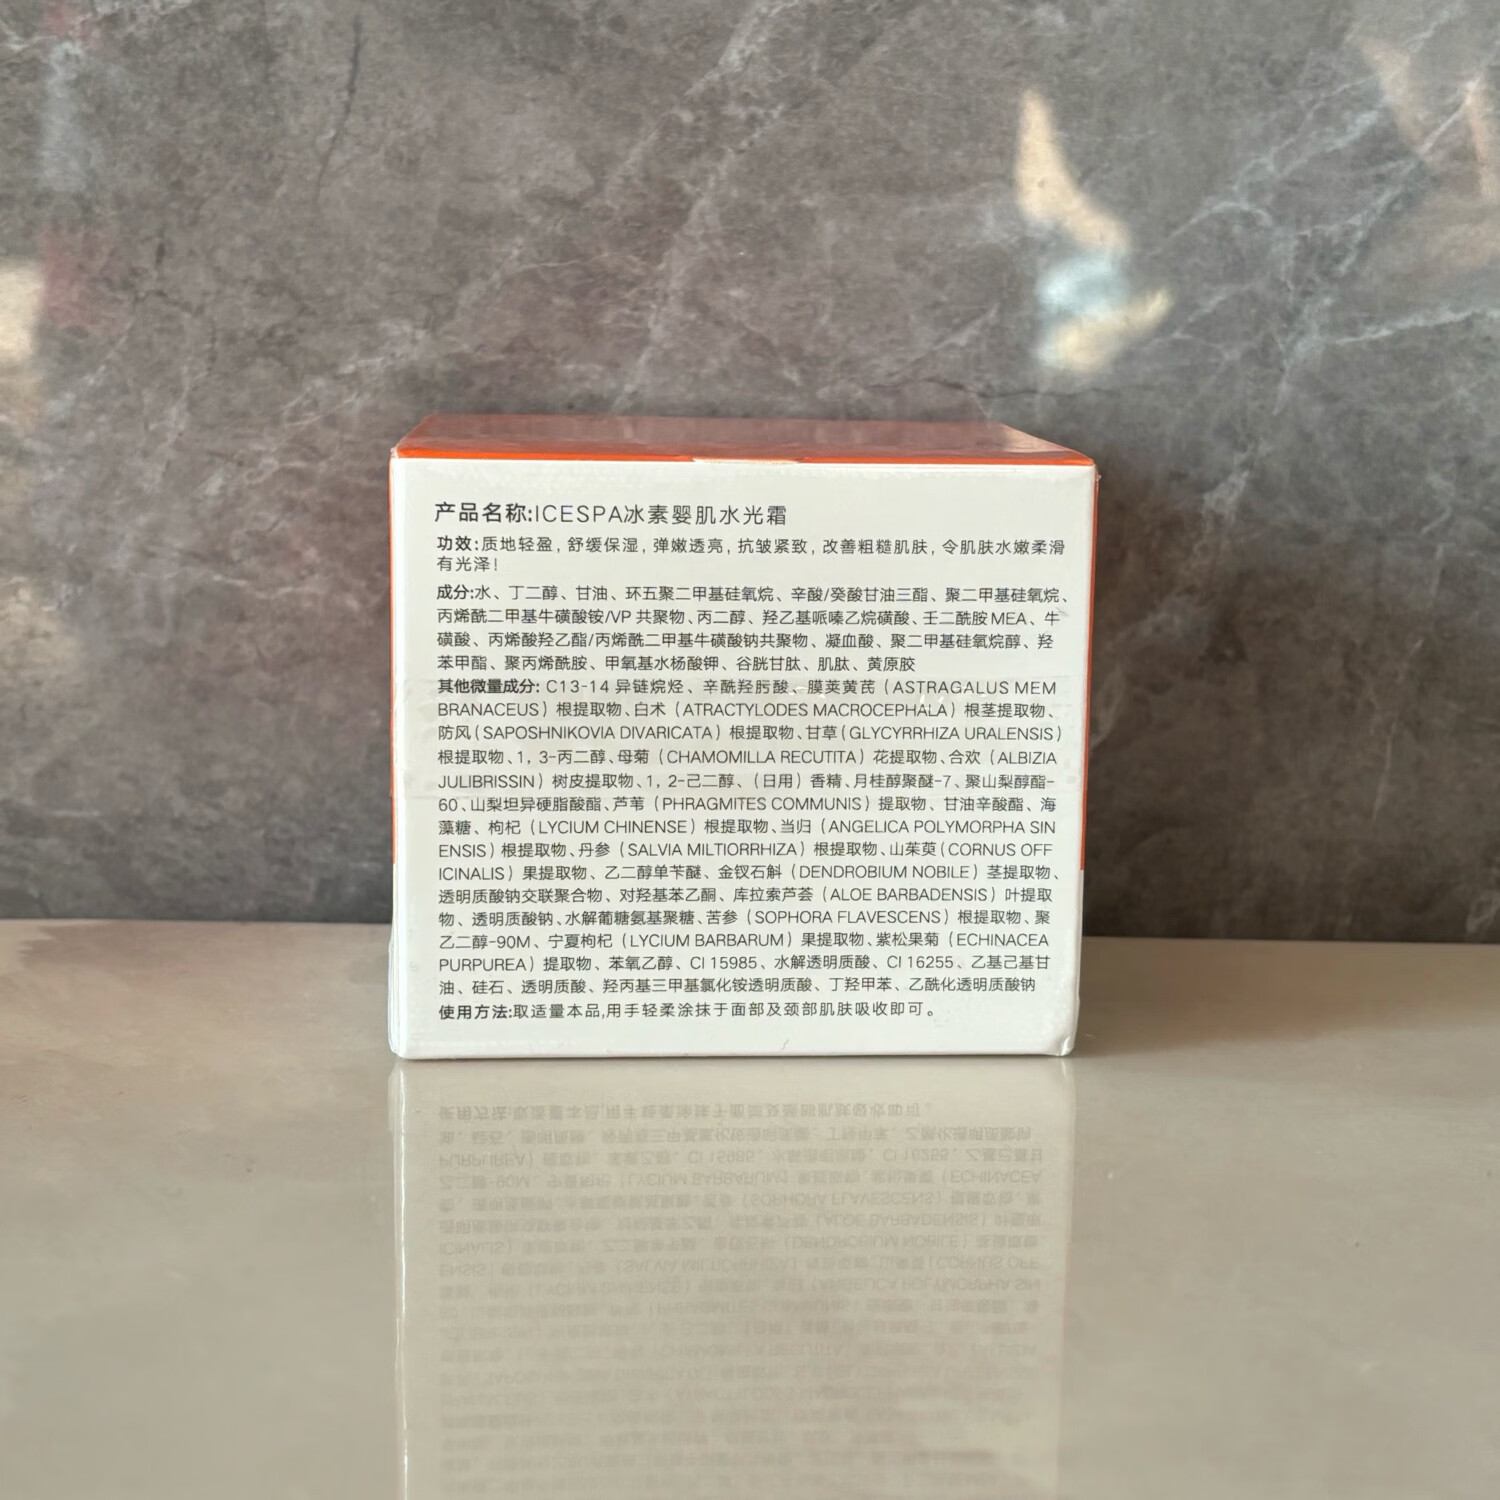 产品名称:ICESPA冰素婴肌水光霜
功效:质地轻盈, 舒缓保湿, 弹嫩透亮, 抗皱紧致, 改善粗糙肌肤, 令肌肤水嫩柔滑
有光泽!
成分:水、丁二醇、甘油、环五聚二甲基硅氧烷、辛酸/癸酸甘油三酯、聚二甲基硅氧烷、
丙烯酰二甲基牛磺酸铵/VP 共聚物、丙二醇、羟乙基哌嗪乙烷磺酸、壬二酰胺MEA、牛
磺酸、丙烯酸羟乙酯/丙烯酰二甲基牛磺酸钠共聚物、凝血酸、聚二甲基硅氧烷醇、羟
苯甲酯、聚丙烯酰胺、甲氧基水杨酸钾、谷胱甘肽、肌肽、黄原胶
其他微量成分: C13-14 异链烷烃、辛酰羟肟酸、膜荚黄芪（ASTRAGALUS MEM
BRANACEUS）根提取物、白术（ATRACTYLODES MACROCEPHALA）根茎提取物、
防风（SAPOSHNIKOVIA DIVARICATA）根提取物、甘草（GLYCYRRHIZA URALENSIS）
根提取物、1，3-丙二醇、母菊（CHAMOMILLA RECUTITA）花提取物、合欢（ALBIZIA
JULIBRISSIN）树皮提取物、1，2-己二醇、（日用）香精、月桂醇聚醚-7、聚山梨醇酯-
60、山梨坦异硬脂酸酯、芦苇（PHRAGMITES COMMUNIS）提取物、甘油辛酸酯、海
藻糖、枸杞（LYCIUM CHINENSE）根提取物、当归（ANGELICA POLYMORPHA SIN
ENSIS）根提取物、丹参（SALVIA MILTIORRHIZA）根提取物、山茱萸（CORNUS OFF
ICINALIS）果提取物、乙二醇单苄醚、金钗石斛（DENDROBIUM NOBILE）茎提取物、
透明质酸钠交联聚合物、对羟基苯乙酮、库拉索芦荟（ALOE BARBADENSIS）叶提取
物、透明质酸钠、水解葡糖氨基聚糖、苦参（SOPHORA FLAVESCENS）根提取物、聚
乙二醇-90M、宁夏枸杞（LYCIUM BARBARUM）果提取物、紫松果菊（ECHINACEA
PURPUREA）提取物、苯氧乙醇、CI 15985、水解透明质酸、CI 16255、乙基己基甘
油、硅石、透明质酸、羟丙基三甲基氯化铵透明质酸、丁羟甲苯、乙酰化透明质酸钠
使用方法:取适量本品,用手轻柔涂抹于面部及颈部肌肤吸收即可。